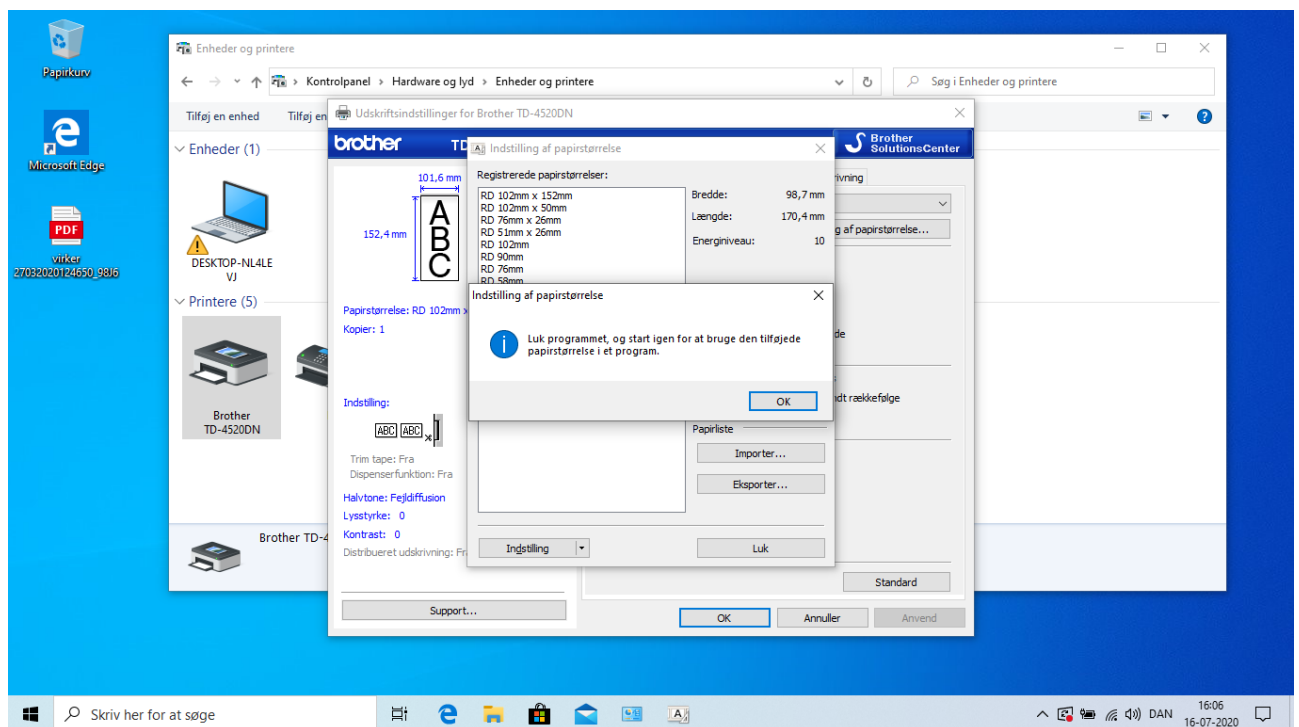 Papirkurv
Microsoft Edge
PDF
virker
27032020124650_98J6
Enheder og printere
Kontrolpanel > Hardware og lyd > Enheder og printere
Søg i Enheder og printere
Tilføj en enhed Tilføj en
Enheder (1)
DESKTOP-NL4LE
VJ
Printere (5)
Brother
TD-4520DN
Brother TD-4
Udskriftsindstillinger for Brother TD-4520DN
brother TD
Brother
SolutionsCenter
101,6 mm
152,4 mm
A
B
C
Papirstørrelse: RD 102mm x
Kopier: 1
Indstilling:
ABC ABC
Trim tape: Fra
Dispenserfunktion: Fra
Halvtone: Fejldiffusion
Lysstyrke: 0
Kontrast: 0
Distribueret udskrivning: Fr
Support...
ivning
g af papirstørrelse...
de
s
ndt rækkefølge
Standard
OK Annuller Anvend
Indstilling af papirstørrelse
Registrerede papirstørrelser:
RD 102mm x 152mm
RD 102mm x 50mm
RD 76mm x 26mm
RD 51mm x 26mm
RD 102mm
RD 90mm
RD 76mm
RD 58mm
Bredde: 98,7 mm
Længde: 170,4 mm
Energiniveau: 10
Papirliste
Importer...
Eksporter...
Indstilling
Luk
Indstilling af papirstørrelse
Luk programmet, og start igen for at bruge den tilføjede
papirstørrelse i et program.
OK
Skriv her for at søge
DAN
16:06
16-07-2020